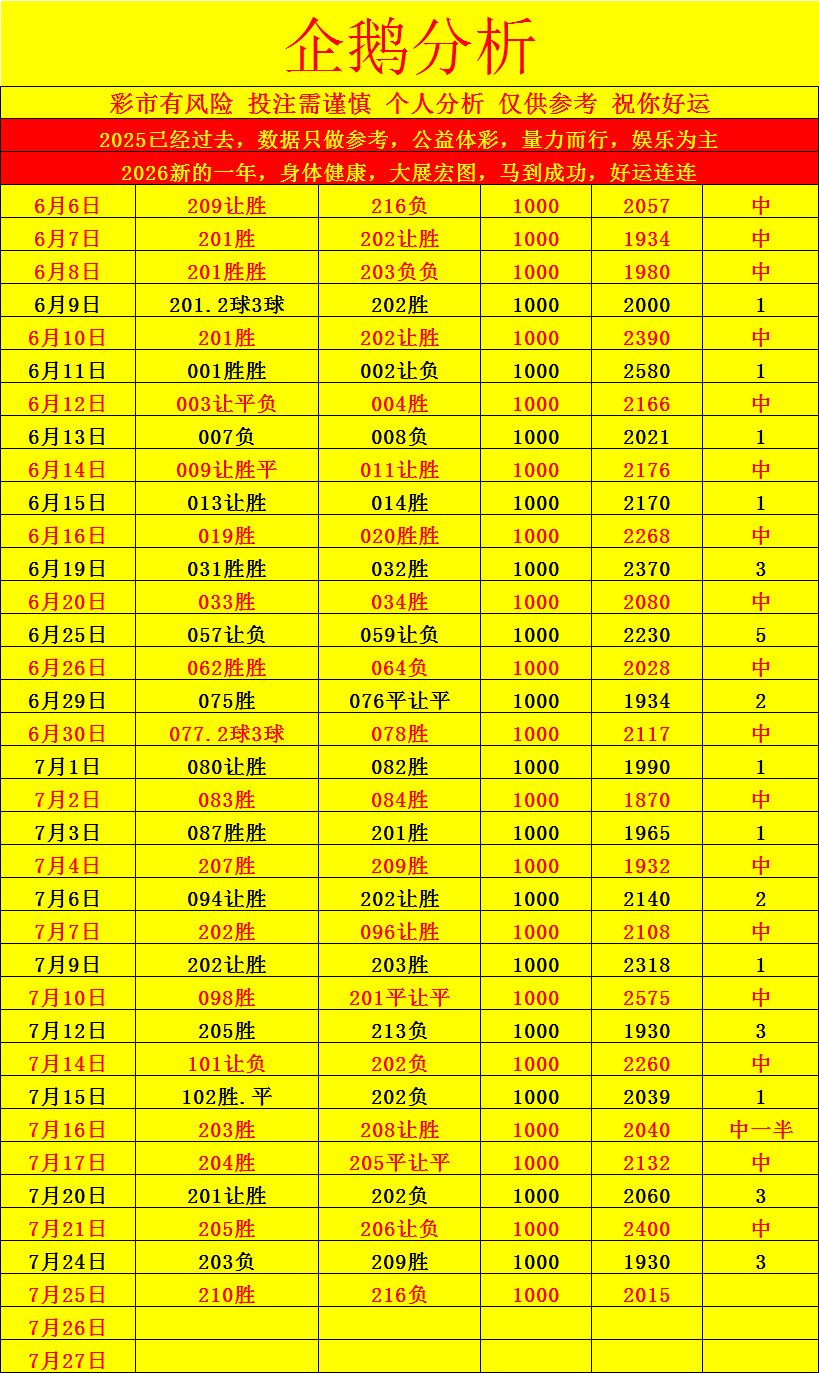 企鹅分析
彩市有风险 投注需谨慎 个人分析 仅供参考 祝你好运
2025已经过去，数据只做参考，公益体彩，量力而行，娱乐为主
2026新的一年，身体健康，大展宏图，马到成功，好运连连
6月6日 209让胜 216负 1000 2057 中
6月7日 201胜 202让胜 1000 1934 中
6月8日 201胜胜 203负负 1000 1980 中
6月9日 201.2球3球 202胜 1000 2000 1
6月10日 201胜 202让胜 1000 2390 中
6月11日 001胜胜 002让负 1000 2580 1
6月12日 003让平负 004胜 1000 2166 中
6月13日 007负 008负 1000 2021 1
6月14日 009让胜平 011让胜 1000 2176 中
6月15日 013让胜 014胜 1000 2170 1
6月16日 019胜 020胜胜 1000 2268 中
6月19日 031胜胜 032胜 1000 2370 3
6月20日 033胜 034胜 1000 2080 中
6月25日 057让负 059让负 1000 2230 5
6月26日 062胜胜 064负 1000 2028 中
6月29日 075胜 076平让平 1000 1934 2
6月30日 077.2球3球 078胜 1000 2117 中
7月1日 080让胜 082胜 1000 1990 1
7月2日 083胜 084胜 1000 1870 中
7月3日 087胜胜 201胜 1000 1965 1
7月4日 207胜 209胜 1000 1932 中
7月6日 094让胜 202让胜 1000 2140 2
7月7日 202胜 096让胜 1000 2108 中
7月9日 202让胜 203胜 1000 2318 1
7月10日 098胜 201平让平 1000 2575 中
7月12日 205胜 213负 1000 1930 3
7月14日 101让负 202负 1000 2260 中
7月15日 102胜.平 202负 1000 2039 1
7月16日 203胜 208让胜 1000 2040 中一半
7月17日 204胜 205平让平 1000 2132 中
7月20日 201让胜 202负 1000 2060 3
7月21日 205胜 206让负 1000 2400 中
7月24日 203负 209胜 1000 1930 3
7月25日 210胜 216负 1000 2015
7月26日
7月27日